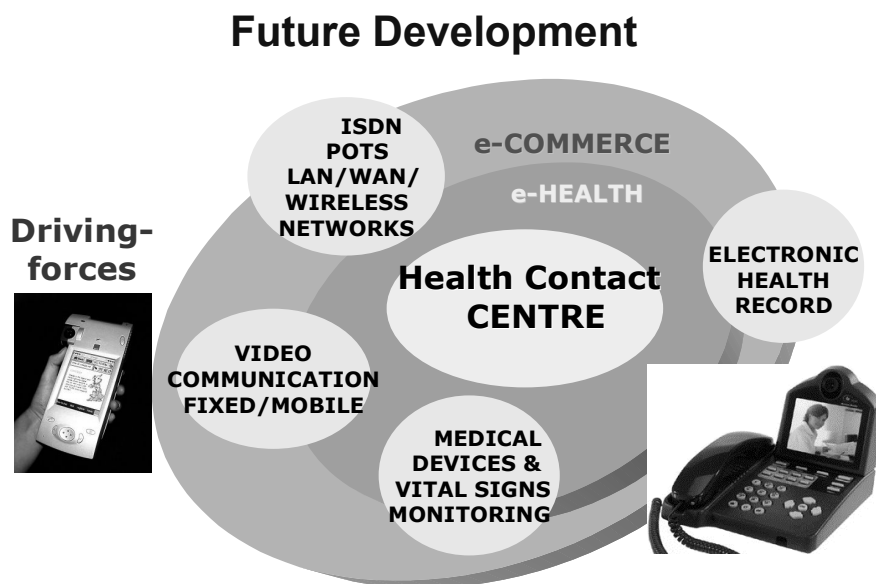 Future Development
ISDN
POTS
LAN/WAN/
WIRELESS
NETWORKS
e-COMMERCE
e-HEALTH
Driving-
forces
Health Contact
CENTRE
ELECTRONIC
HEALTH
RECORD
VIDEO
COMMUNICATION
FIXED/MOBILE
MEDICAL
DEVICES &
VITAL SIGNS
MONITORING